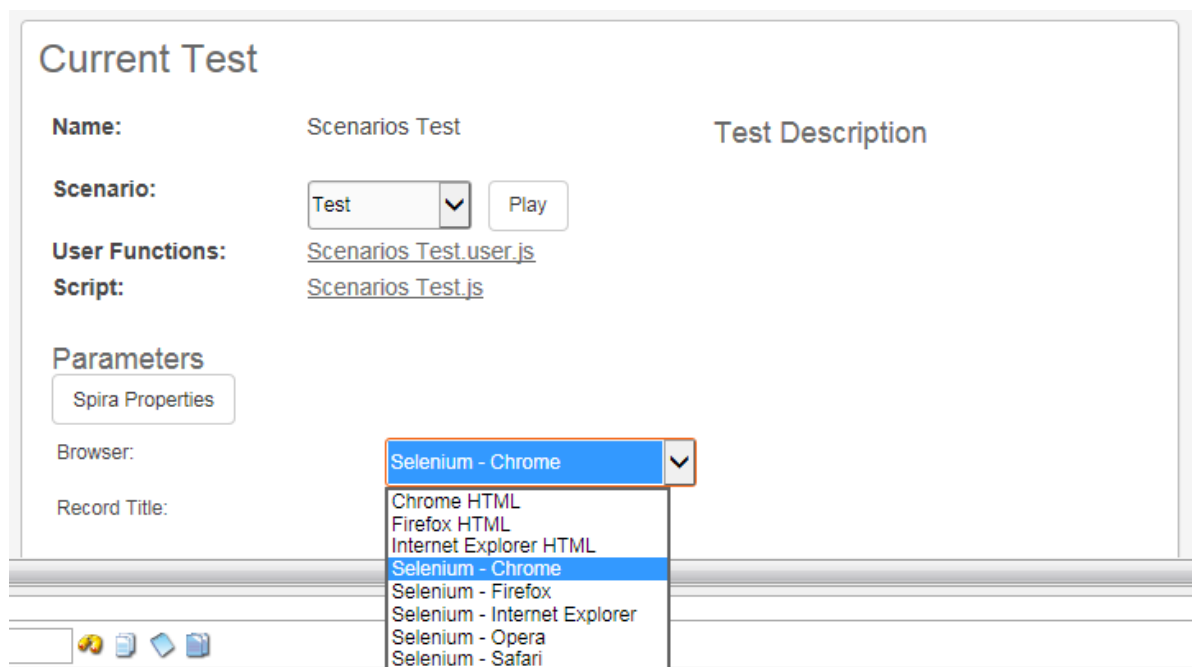 Current Test
Name: Scenarios Test
Test Description
Scenario: Test Play
User Functions: Scenarios Test.user.js
Script: Scenarios Test.js
Parameters
Spira Properties
Browser: Selenium - Chrome
Record Title:
Chrome HTML
Firefox HTML
Internet Explorer HTML
Selenium - Chrome
Selenium - Firefox
Selenium - Internet Explorer
Selenium - Opera
Selenium - Safari